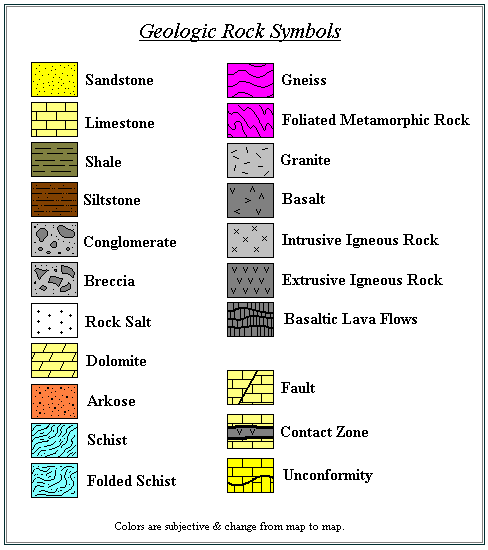 Geologic Rock Symbols
Sandstone
Limestone
Shale
Siltstone
Conglomerate
Breccia
Rock Salt
Dolomite
Arkose
Schist
Folded Schist
Gneiss
Foliated Metamorphic Rock
Granite
Basalt
Intrusive Igneous Rock
Extrusive Igneous Rock
Basaltic Lava Flows
Fault
Contact Zone
Unconformity
Colors are subjective & change from map to map.